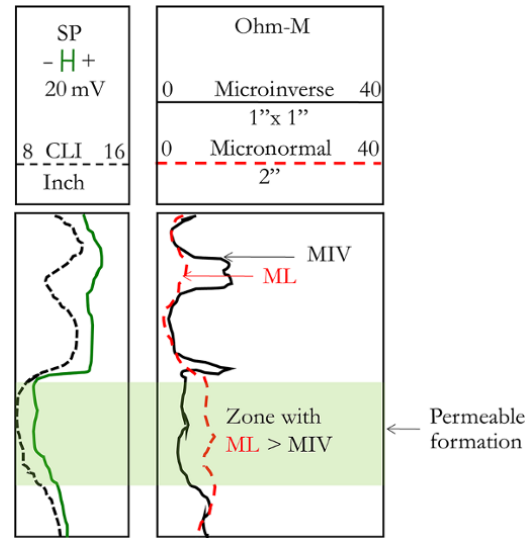 SP
– H +
20 mV
8 CLI 16
Inch
Ohm-M
0 Microinverse 40
1”x 1”
0 Micronormal 40
2”
MIV
ML
Zone with
ML > MIV
Permeable
formation